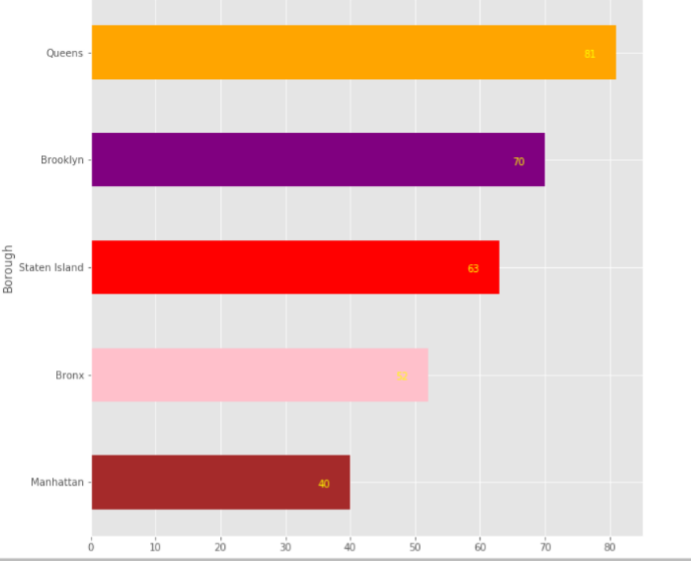 Queens
81
Brooklyn
70
Borough
Staten Island
63
Bronx
52
Manhattan
40
0 10 20 30 40 50 60 70 80